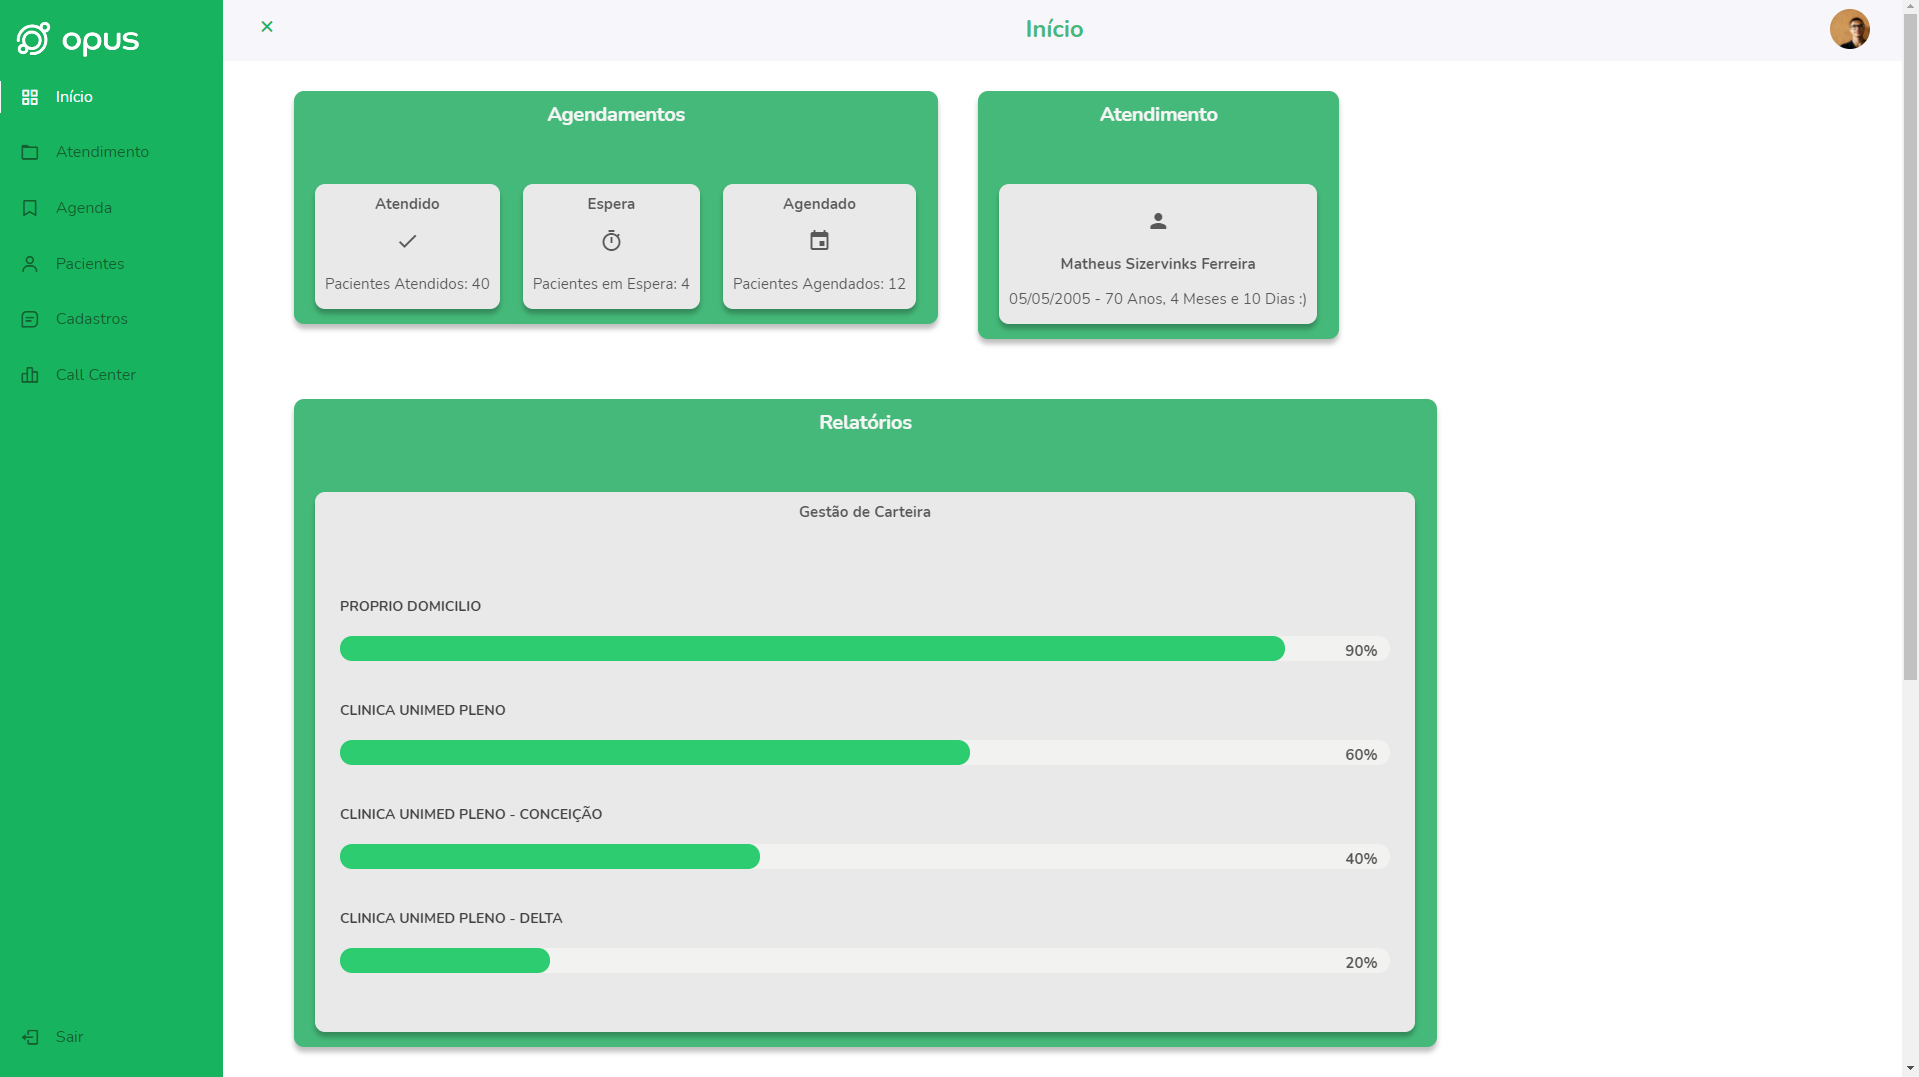 opus
Início
Início
Atendimento
Agenda
Pacientes
Cadastros
Call Center
Sair
Agendamentos
Atendido
Pacientes Atendidos: 40
Espera
Pacientes em Espera: 4
Agendado
Pacientes Agendados: 12
Atendimento
Matheus Sizervinks Ferreira
05/05/2005 - 70 Anos, 4 Meses e 10 Dias :)
Relatórios
Gestão de Carteira
PROPRIO DOMICILIO
90%
CLINICA UNIMED PLENO
60%
CLINICA UNIMED PLENO - CONCEIÇÃO
40%
CLINICA UNIMED PLENO - DELTA
20%